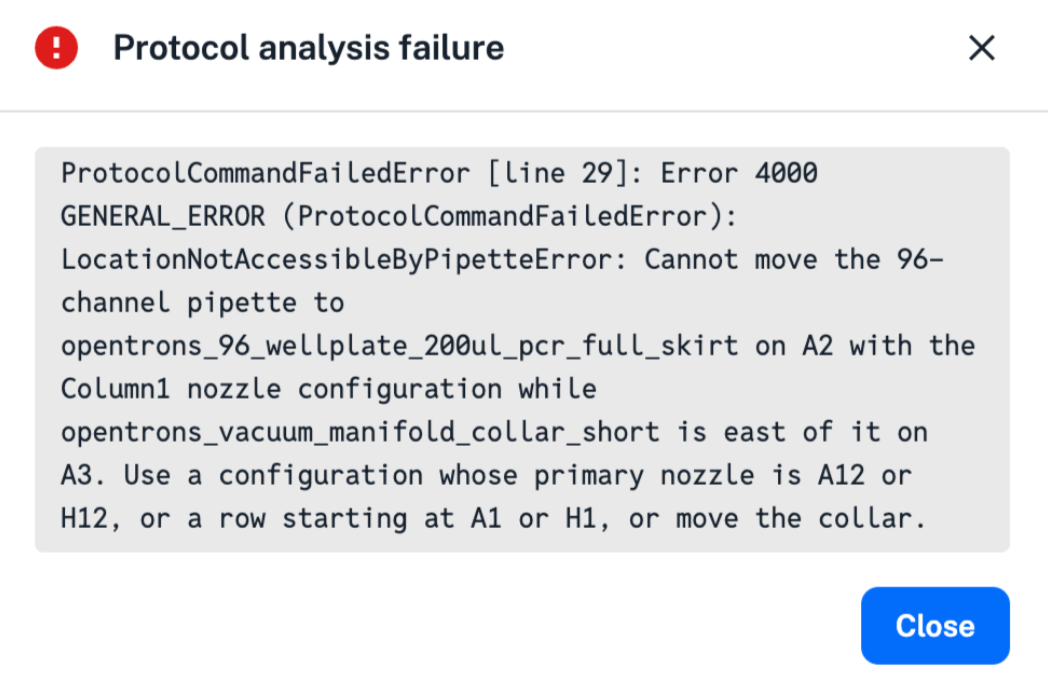 Protocol analysis failure
ProtocolCommandFailedError [line 29]: Error 4000
GENERAL_ERROR (ProtocolCommandFailedError):
LocationNotAccessibleByPipetteError: Cannot move the 96-
channel pipette to
opentrons_96_wellplate_200ul_pcr_full_skirt on A2 with the
Column1 nozzle configuration while
opentrons_vacuum_manifold_collar_short is east of it on
A3. Use a configuration whose primary nozzle is A12 or
H12, or a row starting at A1 or H1, or move the collar.
Close